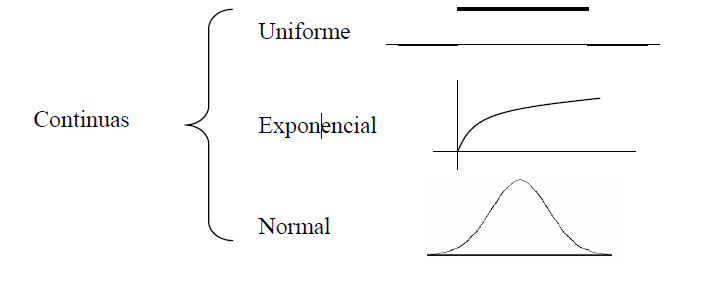 Uniforme
Continuas
Exponencial
Normal